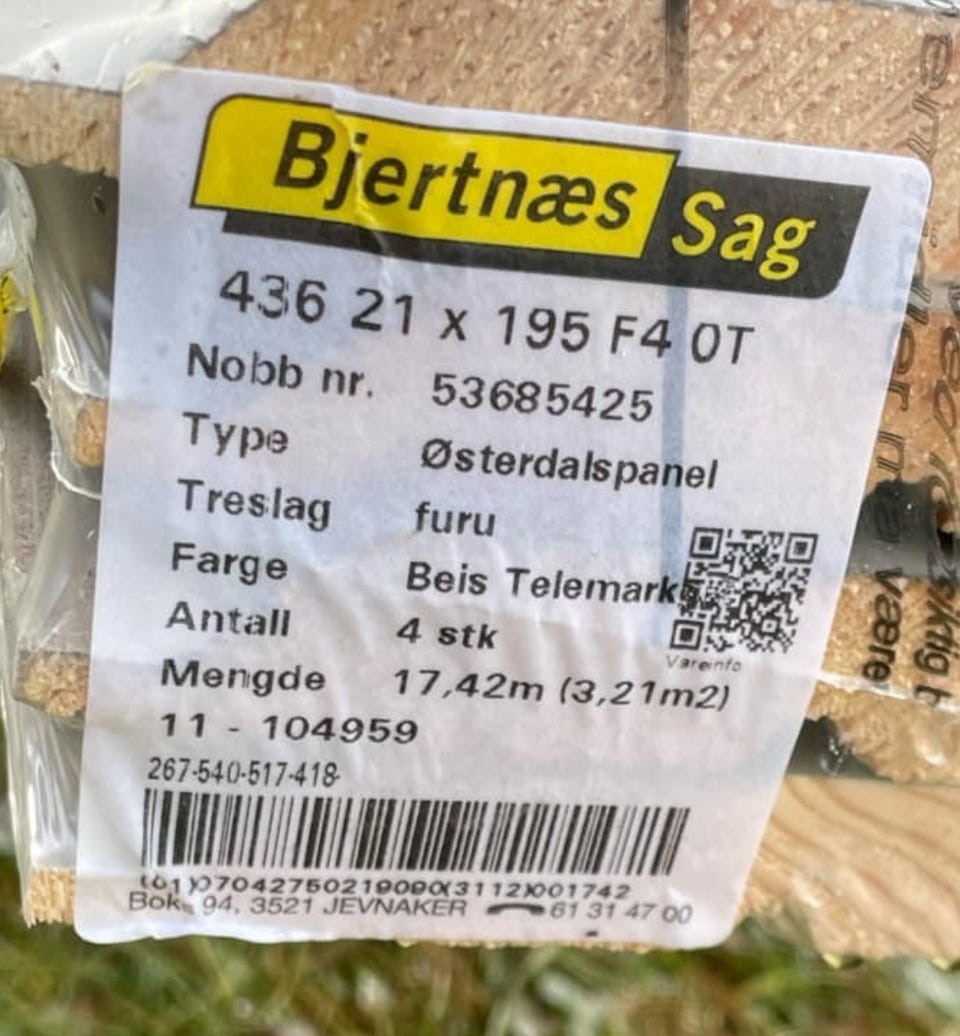 Bjertnæs Sag
436 21 x 195 F4 0T
Nobb nr. 53685425
Type Østerdalspanel
Treslag furu
Farge Beis Telemark
Antall 4 stk
Mengde 17,42m (3,21m2)
11 - 104959
267-540-517-418-
Vareinfo
(01)07042750219090(3112)001742
94, 3521 JEVNAKER 61 31 47 00
være